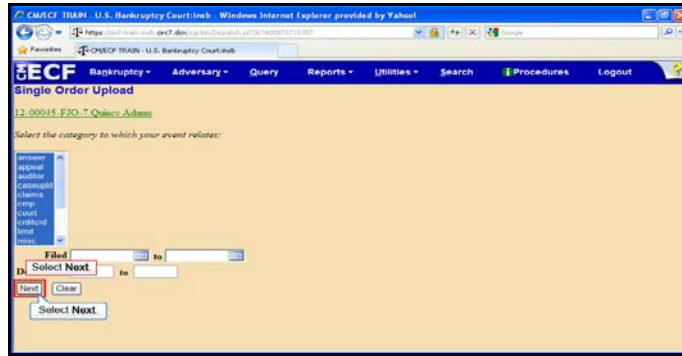 CM/ECF TRAIN - U.S. Bankruptcy Court:insb - Windows Internet Explorer provided by Yahoo!
Google
Favorites CM/ECF TRAIN - U.S. Bankruptcy Court:insb
ECF Bankruptcy Adversary Query Reports Utilities Search Procedures Logout
Single Order Upload
12-00045-FJO-7 Quincy Adams
Select the category to which your event relates:
answer
appeal
auditor
caseupld
claims
cmp
court
crditcrd
limit
misc
Filed to
Select Next.
D to
Next Clear
Select Next.